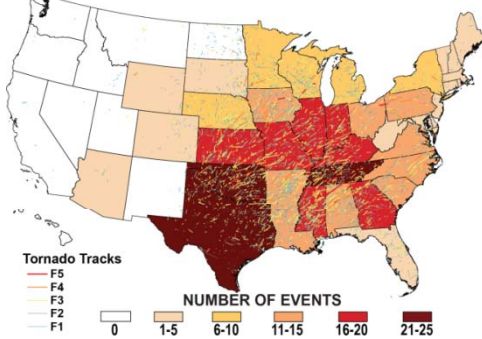 Tornado Tracks
F5
F4
F3
F2
F1
NUMBER OF EVENTS
0 1-5 6-10 11-15 16-20 21-25